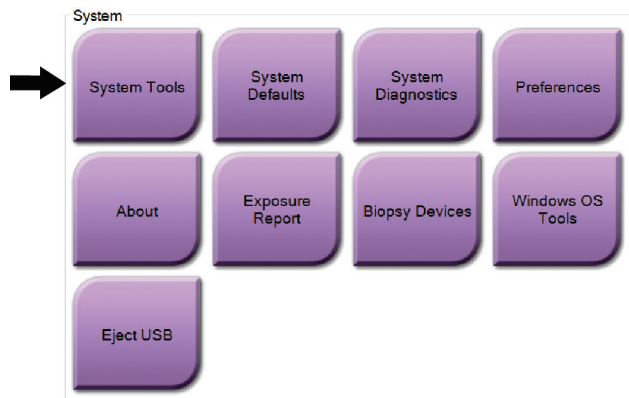 System
System Tools
System
Defaults
System
Diagnostics
Preferences
About
Exposure
Report
Biopsy Devices
Windows OS
Tools
Eject USB